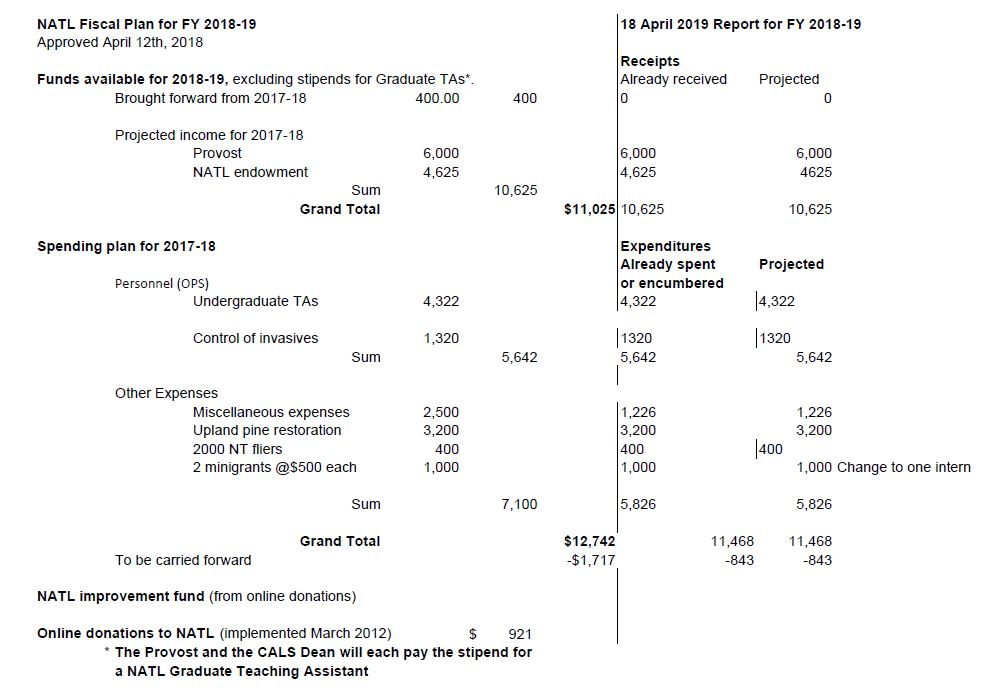 NATL Fiscal Plan for FY 2018-19 18 April 2019 Report for FY 2018-19
Approved April 12th, 2018
Receipts
Funds available for 2018-19, excluding stipends for Graduate TAs*. Already received Projected
Brought forward from 2017-18 400.00 400 0 0
Projected income for 2017-18
Provost 6,000 6,000 6,000
NATL endowment 4,625 4,625 4625
Sum 10,625
Grand Total $11,025 10,625 10,625
Spending plan for 2017-18 Expenditures
Already spent Projected
Personnel (OPS) or encumbered
Undergraduate TAs 4,322 4,322 4,322
Control of invasives 1,320 1320 1320
Sum 5,642 5,642 5,642
Other Expenses
Miscellaneous expenses 2,500 1,226 1,226
Upland pine restoration 3,200 3,200 3,200
2000 NT fliers 400 400 400
2 minigrants @$500 each 1,000 1,000 1,000 Change to one intern
Sum 7,100 5,826 5,826
Grand Total $12,742 11,468 11,468
To be carried forward -$1,717 -843 -843
NATL improvement fund (from online donations)
Online donations to NATL (implemented March 2012) $ 921
* The Provost and the CALS Dean will each pay the stipend for
a NATL Graduate Teaching Assistant